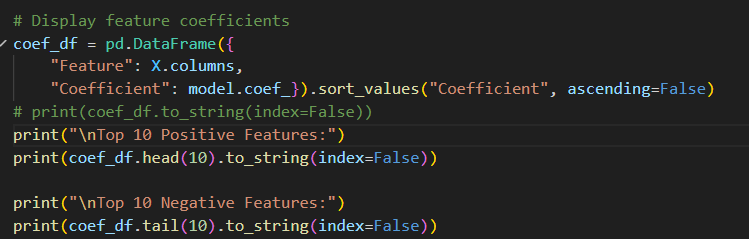 # Display feature coefficients
coef_df = pd.DataFrame({
    "Feature": X.columns,
    "Coefficient": model.coef_}).sort_values("Coefficient", ascending=False)
# print(coef_df.to_string(index=False))
print("\nTop 10 Positive Features:")
print(coef_df.head(10).to_string(index=False))

print("\nTop 10 Negative Features:")
print(coef_df.tail(10).to_string(index=False))